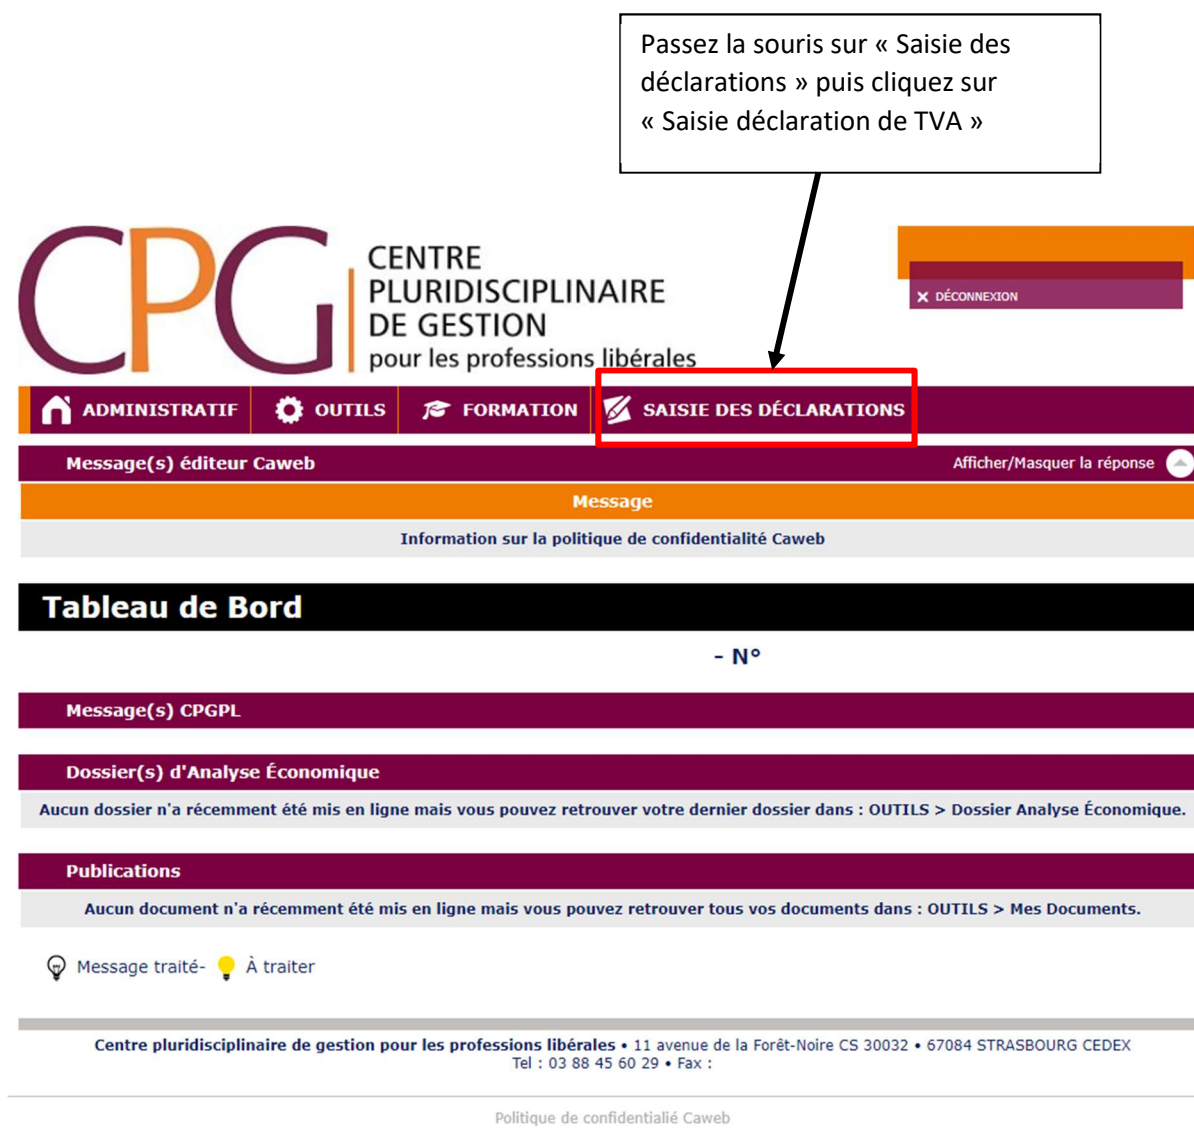 Passez la souris sur « Saisie des
déclarations » puis cliquez sur
« Saisie déclaration de TVA »
CPG
CENTRE
PLURIDISCIPLINAIRE
DE GESTION
pour les professions libérales
X DÉCONNEXION
ADMINISTRATIF OUTILS FORMATION SAISIE DES DÉCLARATIONS
Message(s) éditeur Caweb Afficher/Masquer la réponse
Message
Information sur la politique de confidentialité Caweb
Tableau de Bord
- N°
Message(s) CPGPL
Dossier(s) d'Analyse Économique
Aucun dossier n'a récemment été mis en ligne mais vous pouvez retrouver votre dernier dossier dans : OUTILS > Dossier Analyse Économique.
Publications
Aucun document n'a récemment été mis en ligne mais vous pouvez retrouver tous vos documents dans : OUTILS > Mes Documents.
Message traité- À traiter
Centre pluridisciplinaire de gestion pour les professions libérales • 11 avenue de la Forêt-Noire CS 30032 • 67084 STRASBOURG CEDEX
Tel : 03 88 45 60 29 • Fax :
Politique de confidentialié Caweb